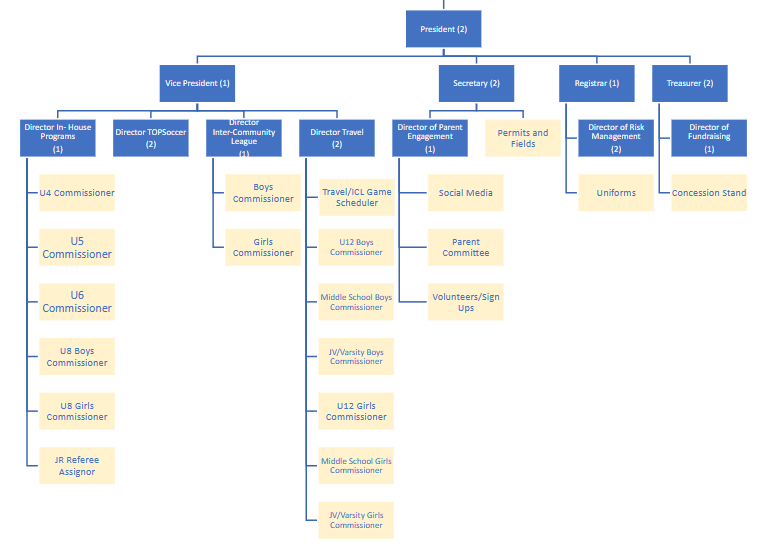 President (2)
Vice President (1)
Secretary (2)
Registrar (1)
Treasurer (2)
Director In- House
Programs
(1)
Director TOPSoccer
(2)
Director
Inter-Community
League
(1)
Director Travel
(2)
Director of Parent
Engagement
(1)
Permits and
Fields
Director of Risk
Management
(2)
Director of
Fundraising
(1)
U4 Commissioner
U5
Commissioner
U6
Commissioner
U8 Boys
Commissioner
U8 Girls
Commissioner
JR Referee
Assignor
Boys
Commissioner
Girls
Commissioner
Travel/ICL Game
Scheduler
U12 Boys
Commissioner
Middle School Boys
Commissioner
JV/Varsity Boys
Commissioner
U12 Girls
Commissioner
Middle School Girls
Commissioner
JV/Varsity Girls
Commissioner
Social Media
Parent
Committee
Volunteers/Sign
Ups
Uniforms
Concession Stand